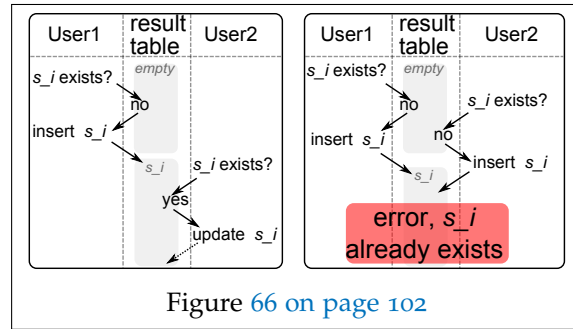 User1
result
table
User2
empty
s_i exists?
no
insert s_i
s_i
s_i exists?
yes
update s_i
User1
result
table
User2
empty
s_i exists?
no
s_i exists?
insert s_i
no
s_i
insert s_i
error, s_i
already exists
Figure 66 on page 102